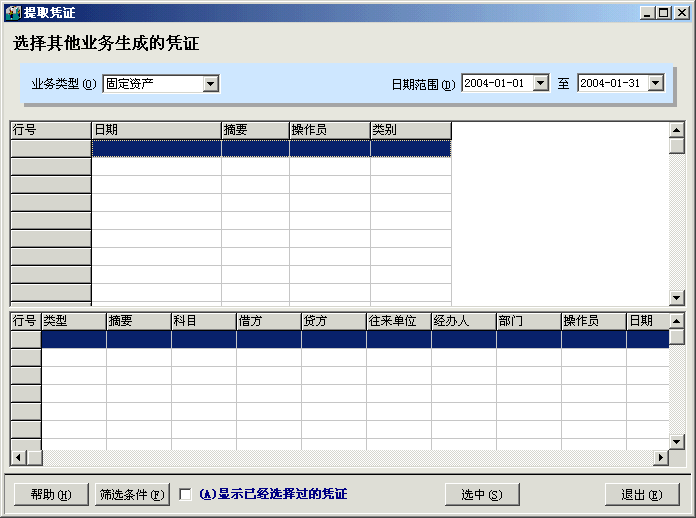 提取凭证
选择其他业务生成的凭证
业务类型(O) 固定资产 日期范围(D) 2004-01-01 至 2004-01-31
行号 日期 摘要 操作员 类别
行号 类型 摘要 科目 借方 贷方 往来单位 经办人 部门 操作员 日期
帮助(H) 筛选条件(F) (A)显示已经选择过的凭证 选中(S) 退出(E)